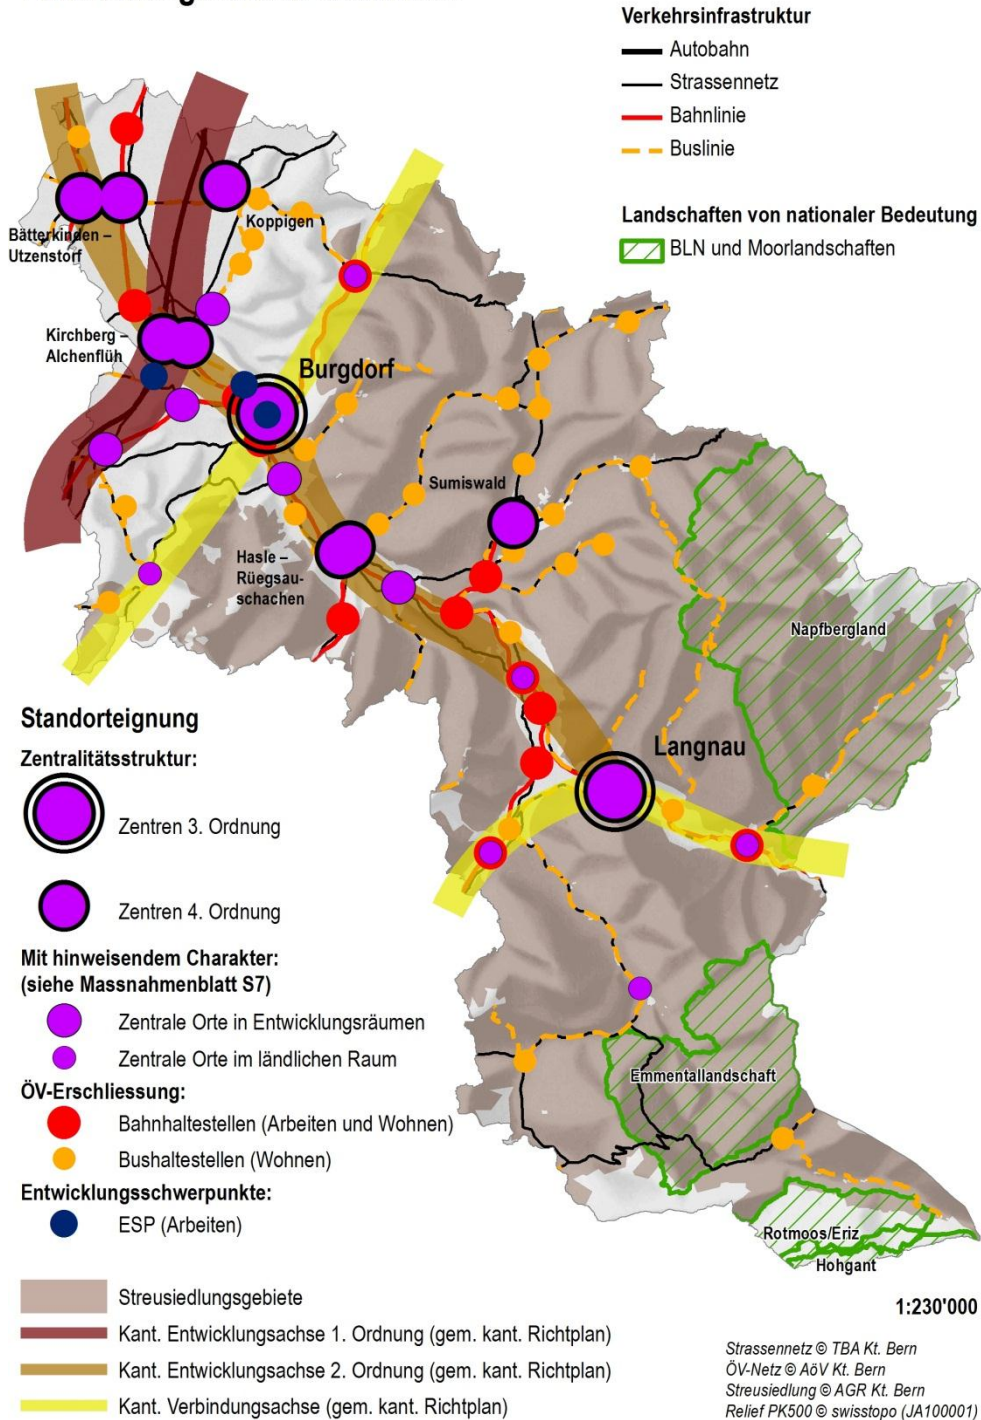 Verkehrsinfrastruktur
Autobahn
Strassennetz
Bahnlinie
Buslinie
Landschaften von nationaler Bedeutung
BLN und Moorlandschaften
Koppigen
Bätterkinden –
Utzenstorf
Kirchberg –
Alchenflüh
Burgdorf
Sumiswald
Hasle –
Rüegsau-
schachen
Napfbergland
Langnau
Standorteignung
Zentralitätsstruktur:
Zentren 3. Ordnung
Zentren 4. Ordnung
Mit hinweisendem Charakter:
(siehe Massnahmenblatt S7)
Zentrale Orte in Entwicklungsräumen
Zentrale Orte im ländlichen Raum
ÖV-Erschliessung:
Bahnhaltestellen (Arbeiten und Wohnen)
Bushaltestellen (Wohnen)
Entwicklungsschwerpunkte:
ESP (Arbeiten)
Emmentallandschaft
Rotmoos/Eriz
Hohgant
Streusiedlungsgebiete
Kant. Entwicklungsachse 1. Ordnung (gem. kant. Richtplan)
Kant. Entwicklungsachse 2. Ordnung (gem. kant. Richtplan)
Kant. Verbindungsachse (gem. kant. Richtplan)
1:230'000
Strassennetz © TBA Kt. Bern
ÖV-Netz © AöV Kt. Bern
Streusiedlung © AGR Kt. Bern
Relief PK500 © swisstopo (JA100001)